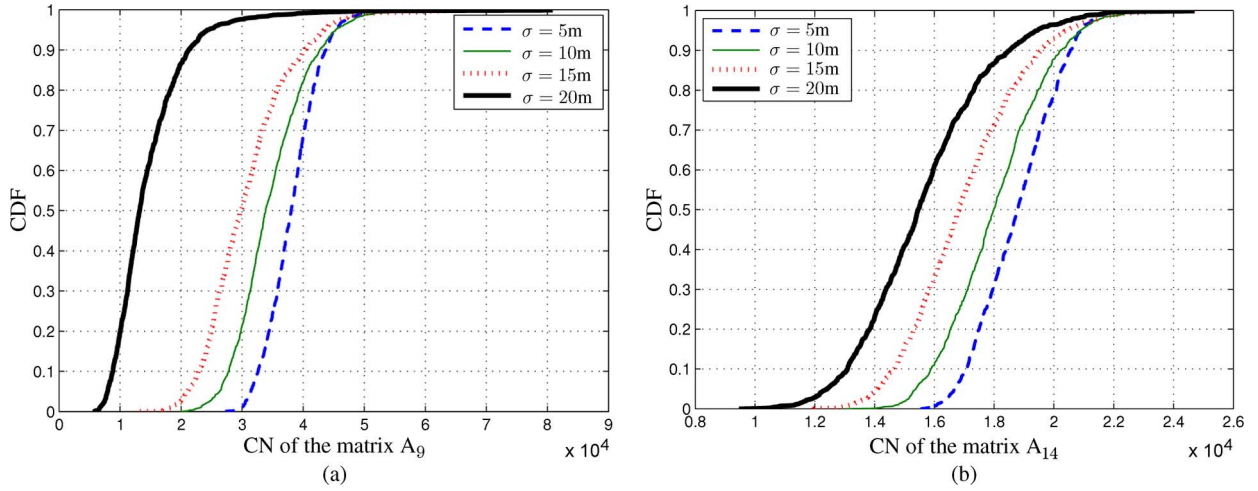 1
0.9
0.8
0.7
0.6
0.5
0.4
0.3
0.2
0.1
0
CDF
σ = 5m
σ = 10m
σ = 15m
σ = 20m
0 1 2 3 4 5 6 7 8 9
x 10^4
CN of the matrix A_9
(a)
1
0.9
0.8
0.7
0.6
0.5
0.4
0.3
0.2
0.1
0
CDF
σ = 5m
σ = 10m
σ = 15m
σ = 20m
0.8 1 1.2 1.4 1.6 1.8 2 2.2 2.4 2.6
x 10^4
CN of the matrix A_14
(b)